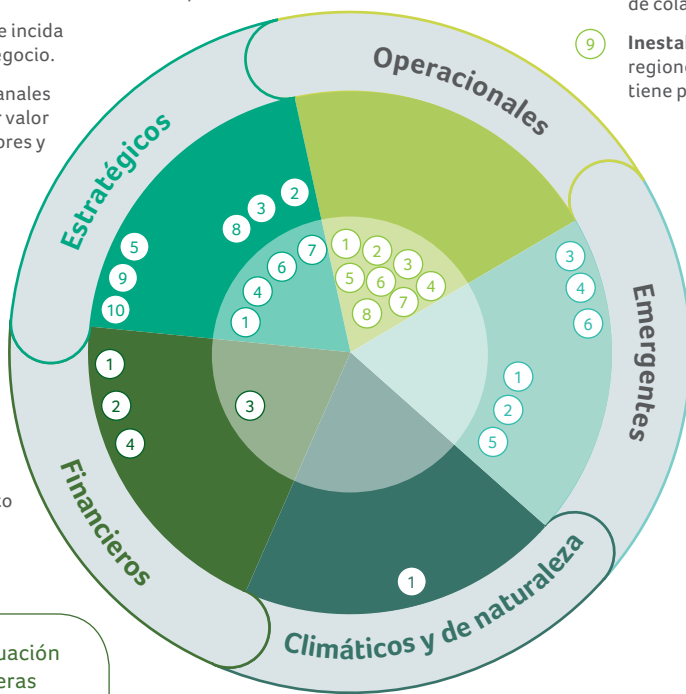 de cola
e incida
egocio.
9 Inestal
regione
tiene p
anales
r valor
ores y
Operacionales
Estratégicos
2
3
8
5
9
10
7
6
4
1
1
2
3
5
6
4
7
8
3
4
6
Emergentes
1
2
5
1
2
4
3
Financieros
to
1
Climáticos y de naturaleza
uación
eras